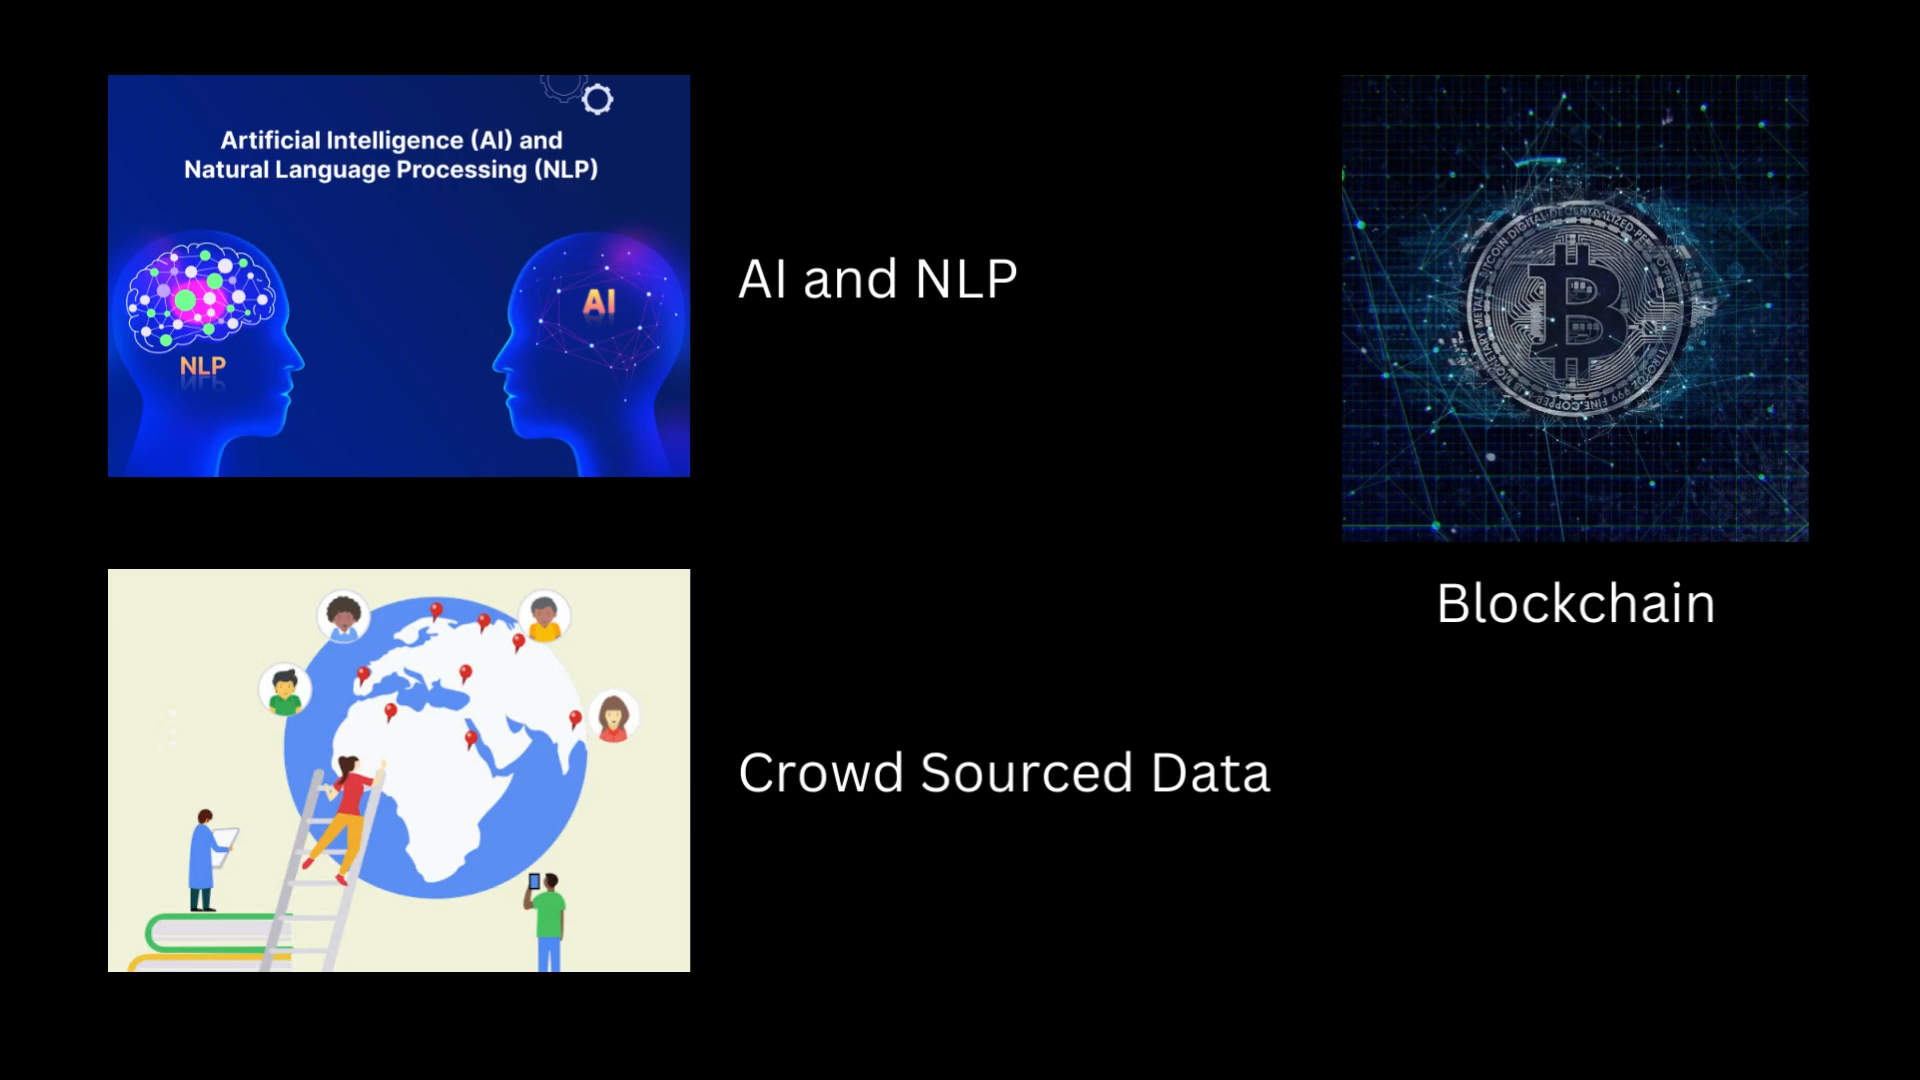 Artificial Intelligence (AI) and
Natural Language Processing (NLP)
NLP
AI
AI and NLP
Blockchain
Crowd Sourced Data